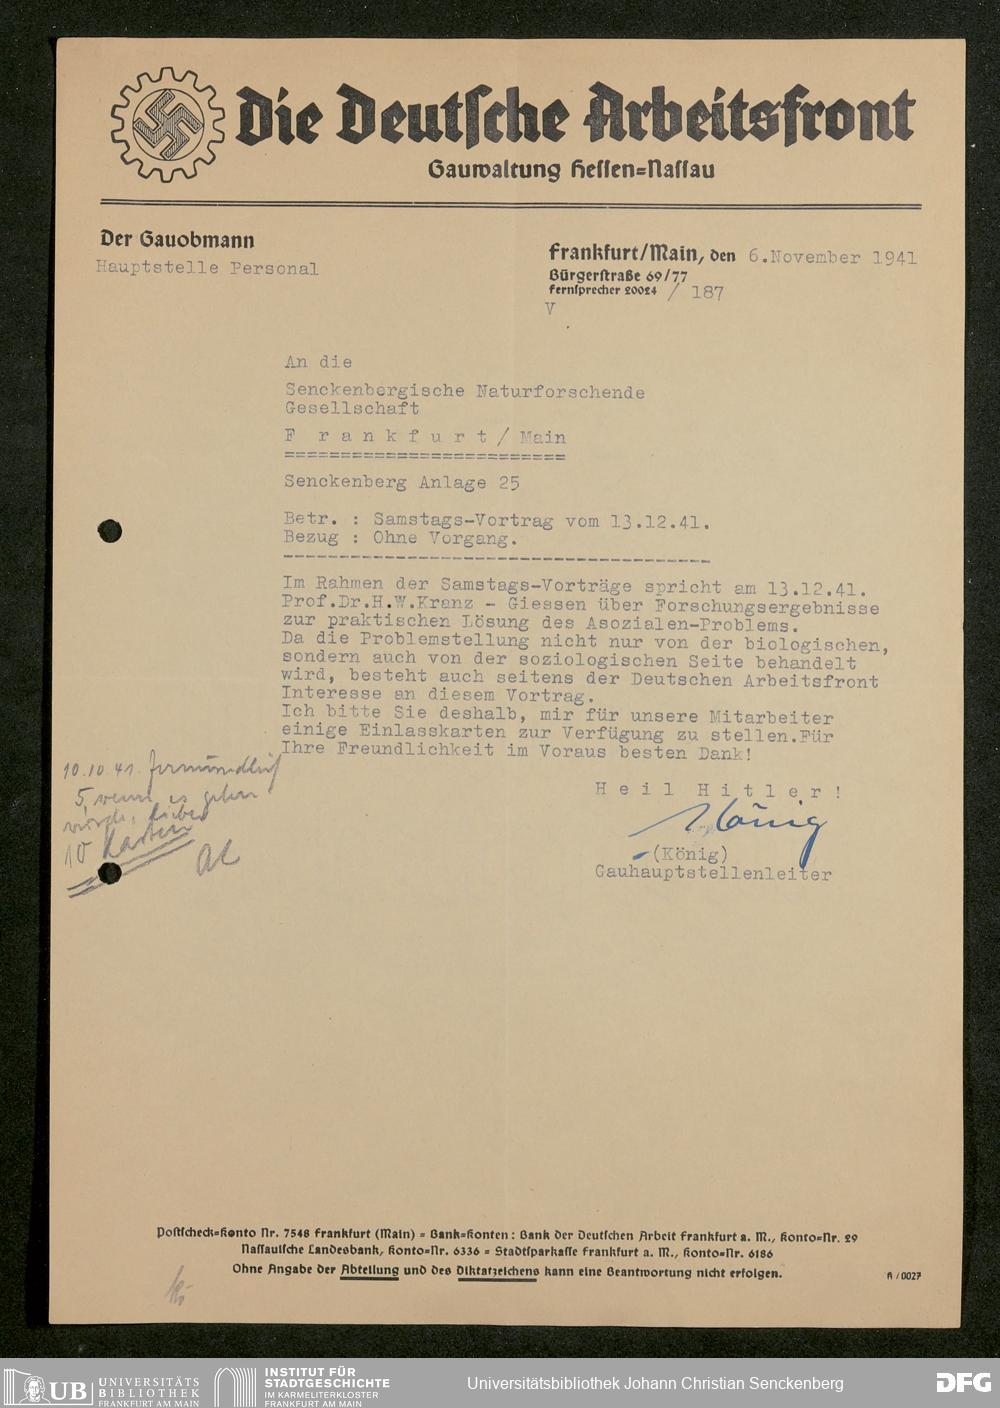 Die Deutsche Arbeitsfront
Gauwaltung Hessen=Nassau
Der Gauobmann
Hauptstelle Personal
Frankfurt/Main, den 6.November 1941
Bürgerstraße 69/77
Fernsprecher 20024 / 187
V
An die
Senckenbergische Naturforschende
Gesellschaft
F r a n k f u r t / Main
=========================
Senckenberg Anlage 25
Betr. : Samstags-Vortrag vom 13.12.41.
Bezug : Ohne Vorgang.
--------------------------------------
Im Rahmen der Samstags-Vorträge spricht am 13.12.41.
Prof.Dr.H.W.Kranz - Giessen über Forschungsergebnisse
zur praktischen Lösung des Asozialen-Problems.
Da die Problemstellung nicht nur von der biologischen,
sondern auch von der soziologischen Seite behandelt
wird, besteht auch seitens der Deutschen Arbeitsfront
Interesse an diesem Vortrag.
Ich bitte Sie deshalb, mir für unsere Mitarbeiter
einige Einlasskarten zur Verfügung zu stellen.Für
Ihre Freundlichkeit im Voraus besten Dank!
10.10.41. fernmündlich
5, wenn es gehen
würde, lieber
10 Karten
H e i l  H i t l e r !
König
(König)
Gauhauptstellenleiter
Postscheck=Konto Nr. 7548 Frankfurt (Main) = Bank=Konten: Bank der Deutschen Arbeit Frankfurt a. M., Konto=Nr. 29
Nassauische Landesbank, Konto=Nr. 6336 = Stadtsparkasse Frankfurt a. M., Konto=Nr. 6186
Ohne Angabe der Abteilung und des Diktatzeichens kann eine Beantwortung nicht erfolgen.
A / 0027
UB UNIVERSITÄTS
BIBLIOTHEK
FRANKFURT AM MAIN
INSTITUT FÜR
STADTGESCHICHTE
IM KARMELITERKLOSTER
FRANKFURT AM MAIN
Universitätsbibliothek Johann Christian Senckenberg
DFG